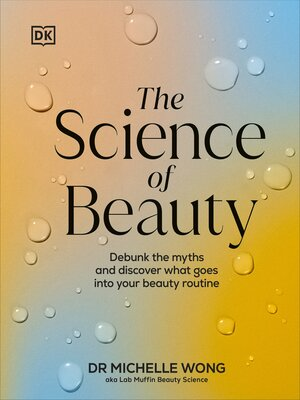 DK
The
Science
of
Beauty
Debunk the myths
and discover what goes
into your beauty routine
DR MICHELLE WONG
aka Lab Muffin Beauty Science